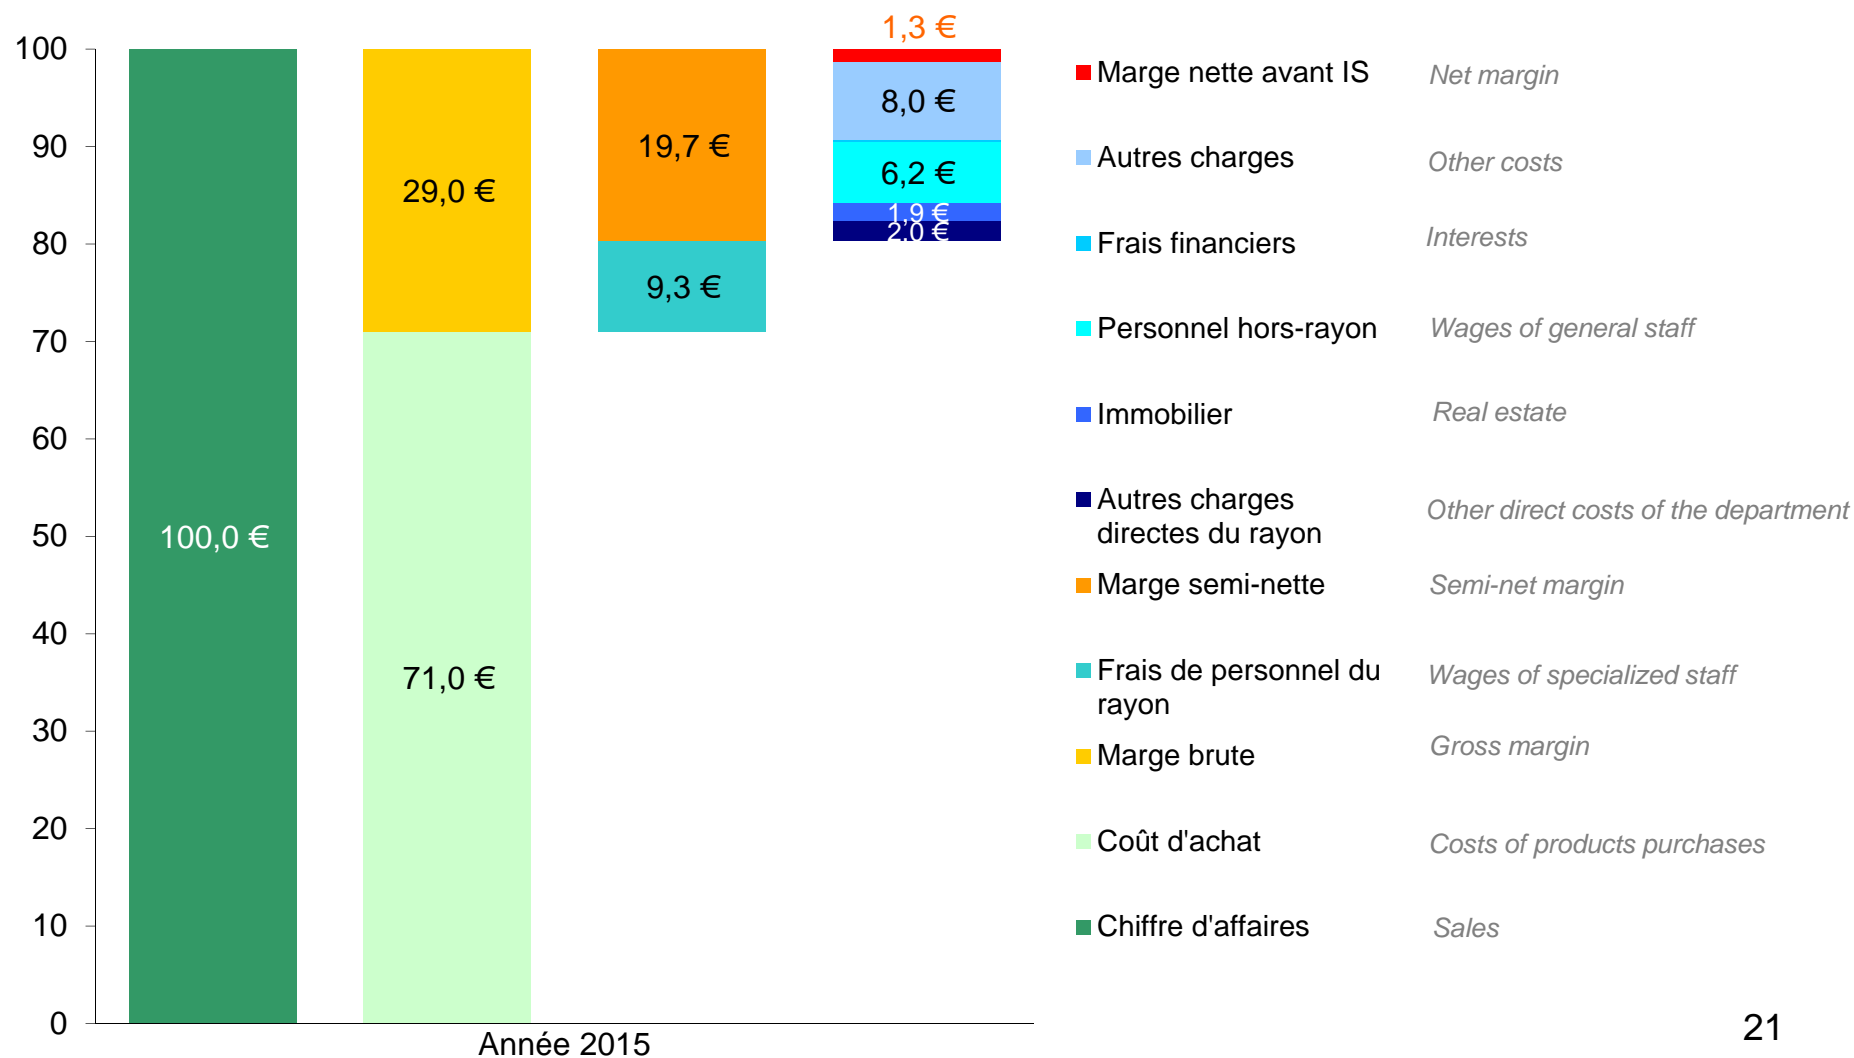 1,3 €
100
90
80
70
60
50
40
30
20
10
0
100,0 €
29,0 €
71,0 €
19,7 €
9,3 €
8,0 €
6,2 €
1,9 €
2,0 €
Année 2015
Marge nette avant IS Net margin
Autres charges Other costs
Frais financiers Interests
Personnel hors-rayon Wages of general staff
Immobilier Real estate
Autres charges
directes du rayon Other direct costs of the department
Marge semi-nette Semi-net margin
Frais de personnel du
rayon Wages of specialized staff
Marge brute Gross margin
Coût d'achat Costs of products purchases
Chiffre d'affaires Sales
21